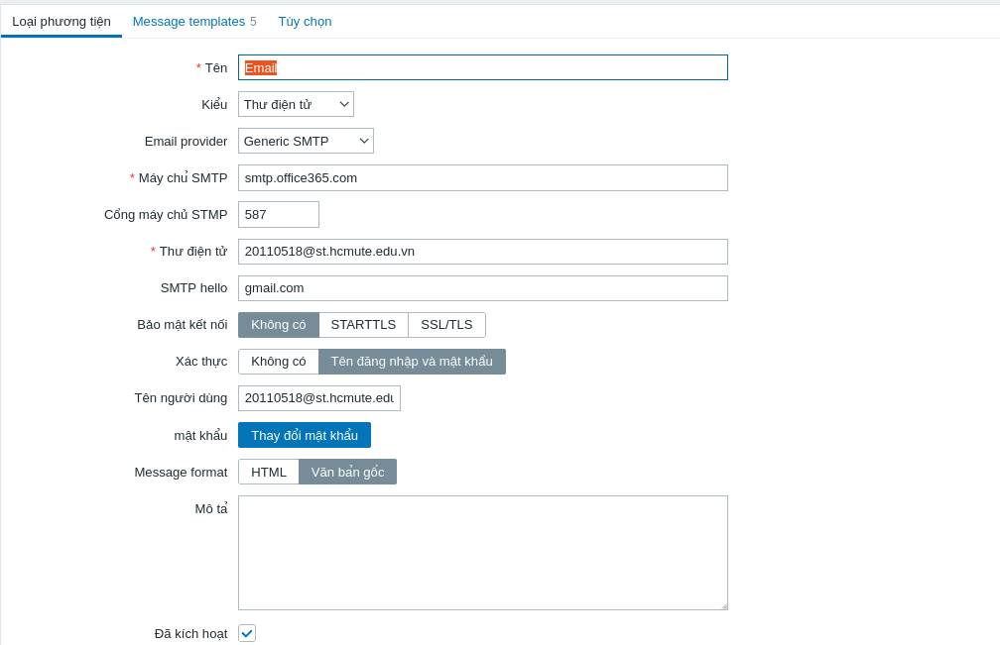 Loại phương tiện Message templates 5 Tùy chọn
* Tên Email
Kiểu Thư điện tử
Email provider Generic SMTP
* Máy chủ SMTP smtp.office365.com
Cổng máy chủ STMP 587
* Thư điện tử 20110518@st.hcmute.edu.vn
SMTP hello gmail.com
Bảo mật kết nối Không có STARTTLS SSL/TLS
Xác thực Không có Tên đăng nhập và mật khẩu
Tên người dùng 20110518@st.hcmute.edu
mật khẩu Thay đổi mật khẩu
Message format HTML Văn bản gốc
Mô tả
Đã kích hoạt